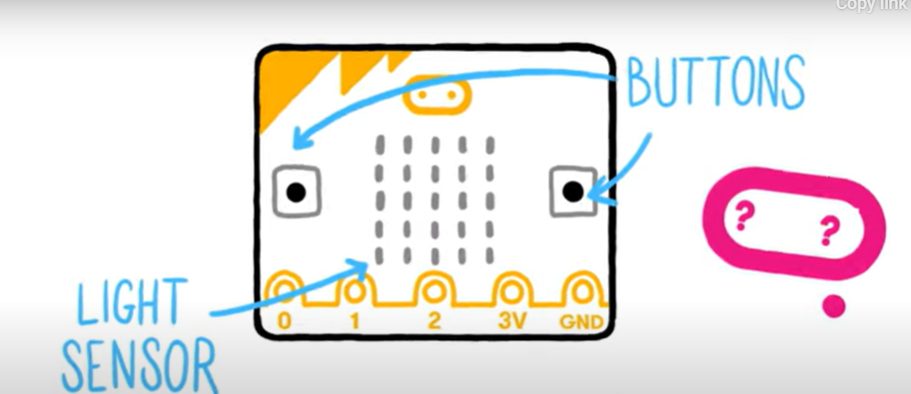 Copy link
BUTTONS
? ?
LIGHT
SENSOR
0 1 2 3V GND